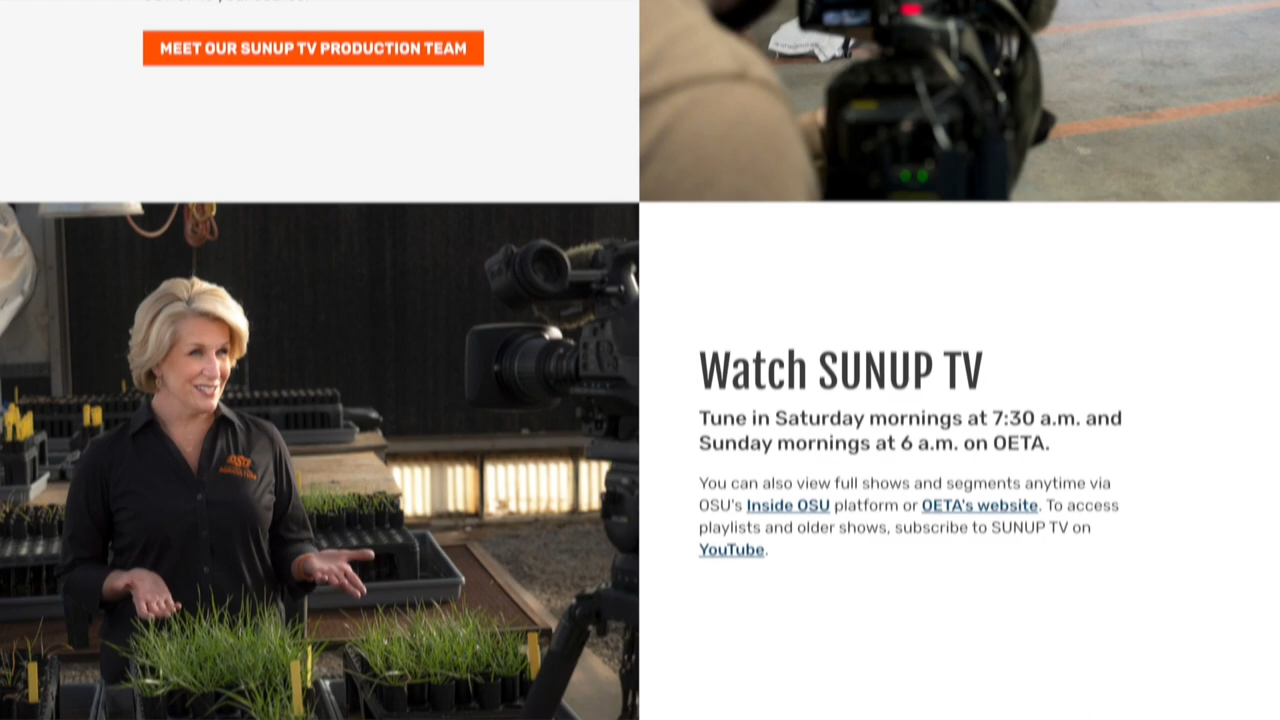 MEET OUR SUNUP TV PRODUCTION TEAM
OSU
Watch SUNUP TV
Tune in Saturday mornings at 7:30 a.m. and
Sunday mornings at 6 a.m. on OETA.
You can also view full shows and segments anytime via
OSU's Inside OSU platform or OETA's website. To access
playlists and older shows, subscribe to SUNUP TV on
YouTube.